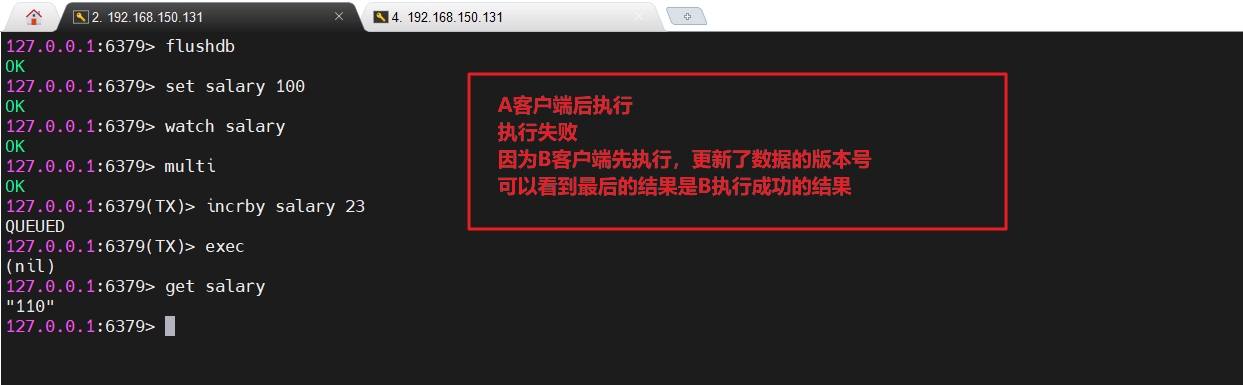 2. 192.168.150.131
4. 192.168.150.131
127.0.0.1:6379> flushdb
OK
127.0.0.1:6379> set salary 100
OK
127.0.0.1:6379> watch salary
OK
127.0.0.1:6379> multi
OK
127.0.0.1:6379(TX)> incrby salary 23
QUEUED
127.0.0.1:6379(TX)> exec
(nil)
127.0.0.1:6379> get salary
"110"
127.0.0.1:6379>
A客户端后执行
执行失败
因为B客户端先执行，更新了数据的版本号
可以看到最后的结果是B执行成功的结果